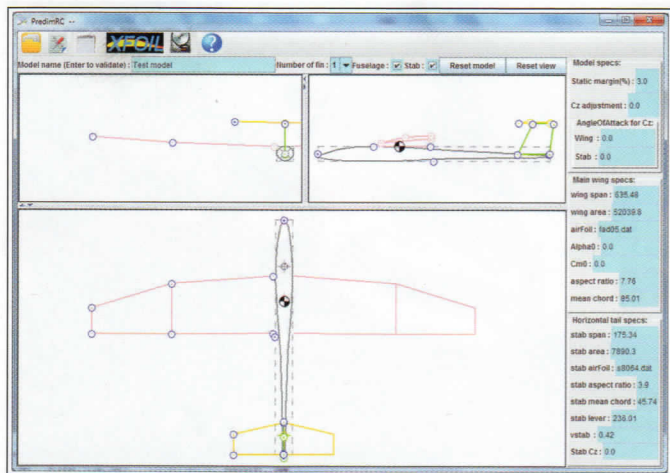 PredimRC --
XFOIL
Model name (Enter to validate) : Test model Number of fin : 1 Fuselage : Stab : Reset model Reset view
Model specs:
Static margin(%) : 3.0
Cz adjustment : 0.0
AngleOfAttack for Cz:
Wing : 0.0
Stab : 0.0
Main wing specs:
wing span : 635.48
wing area : 52039.8
airFoil : fad05.dat
Alpha0 : 0.0
Cm0 : 0.0
aspect ratio : 7.76
mean chord : 85.01
Horizontal tail specs:
stab span : 175.34
stab area : 7890.3
stab airFoil : s8064.dat
stab aspect ratio : 3.9
stab mean chord : 45.74
stab lever : 236.01
vstab : 0.42
Stab Cz : 0.0